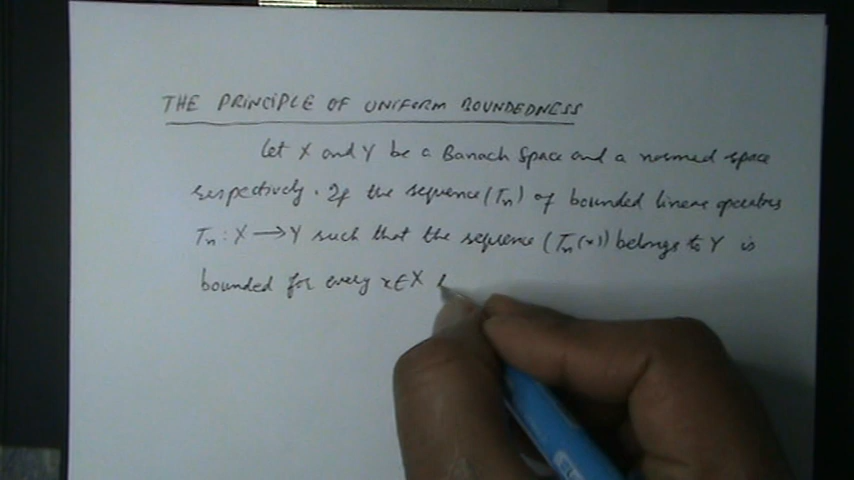 THE PRINCIPLE OF UNIFORM BOUNDEDNESS
Let X and Y be a Banach Space and a normed space
respectively. If the sequence (Tn) of bounded linear operators
Tn : X → Y such that the sequence (Tn(x)) belongs to Y is
bounded for every x ∈ X